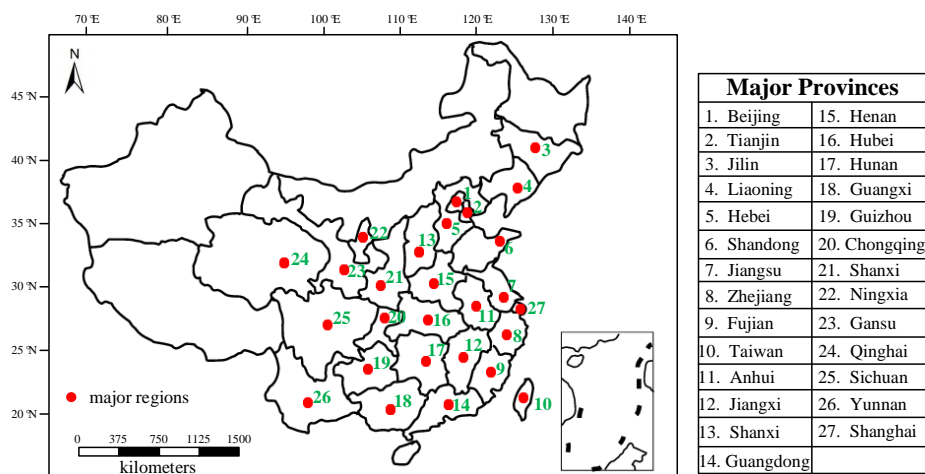 70 °E 80 °E 90 °E 100 °E 110 °E 120 °E 130 °E 140 °E
N
45 °N
40 °N
35 °N
30 °N
25 °N
20 °N
1
2
3
4
5
6
7
8
9
10
11
12
13
14
15
16
17
18
19
20
21
22
23
24
25
26
27
major regions
0 375 750 1125 1500
kilometers
Major Provinces
1. Beijing 15. Henan
2. Tianjin 16. Hubei
3. Jilin 17. Hunan
4. Liaoning 18. Guangxi
5. Hebei 19. Guizhou
6. Shandong 20. Chongqing
7. Jiangsu 21. Shanxi
8. Zhejiang 22. Ningxia
9. Fujian 23. Gansu
10. Taiwan 24. Qinghai
11. Anhui 25. Sichuan
12. Jiangxi 26. Yunnan
13. Shanxi 27. Shanghai
14. Guangdong